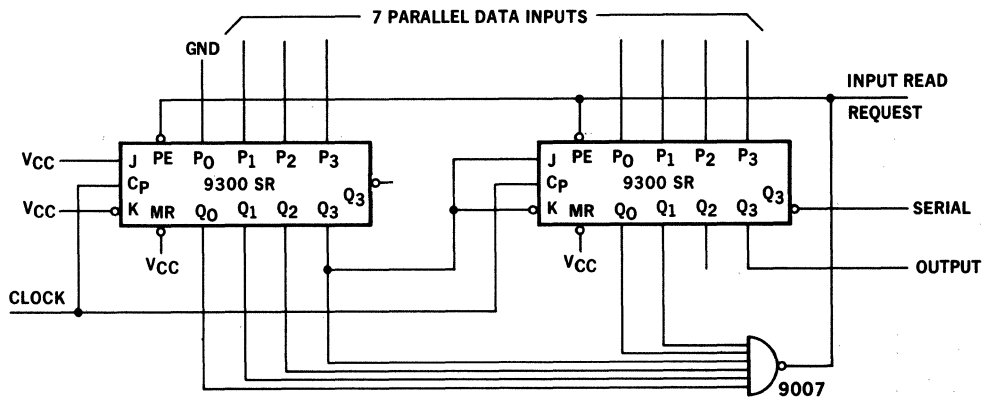 7 PARALLEL DATA INPUTS
GND
INPUT READ
REQUEST
VCC
J PE P0 P1 P2 P3
CP 9300 SR
VCC
K MR Q0 Q1 Q2 Q3 Q3
VCC
J PE P0 P1 P2 P3
CP 9300 SR
K MR Q0 Q1 Q2 Q3 Q3
VCC
SERIAL
OUTPUT
CLOCK
9007